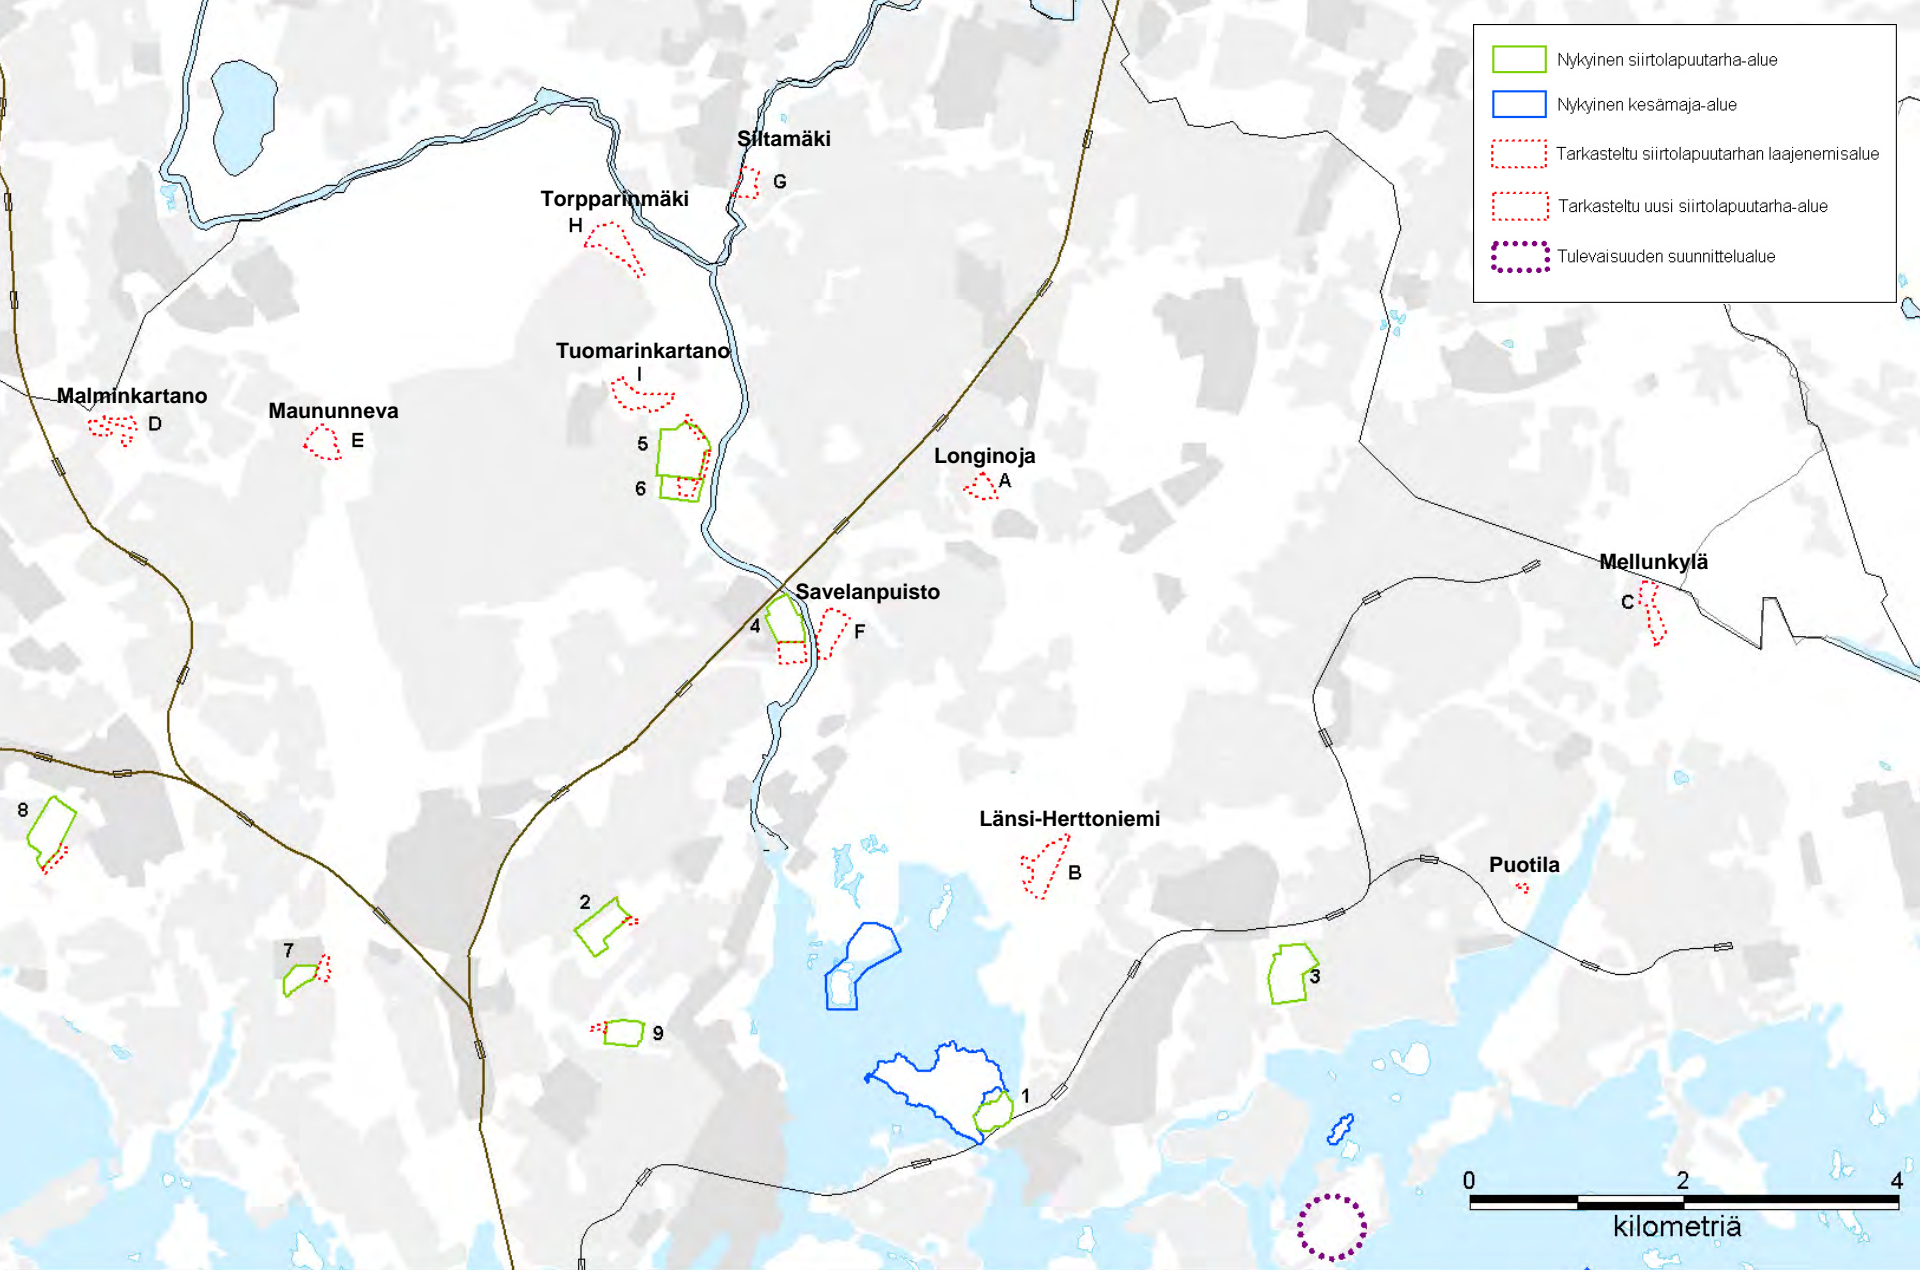 Nykyinen siirtolapuutarha-alue
Nykyinen kesämaja-alue
Tarkasteltu siirtolapuutarhan laajenemisalue
Tarkasteltu uusi siirtolapuutarha-alue
Tulevaisuuden suunnittelualue
Siltamäki
G
Torpparinmäki
H
Tuomarinkartano
I
Malminkartano
D
Maununneva
E
5
6
Longinoja
A
Mellunkylä
C
Savelanpuisto
4
F
8
Länsi-Herttoniemi
B
Puotila
2
7
3
9
1
0 2 4
kilometriä